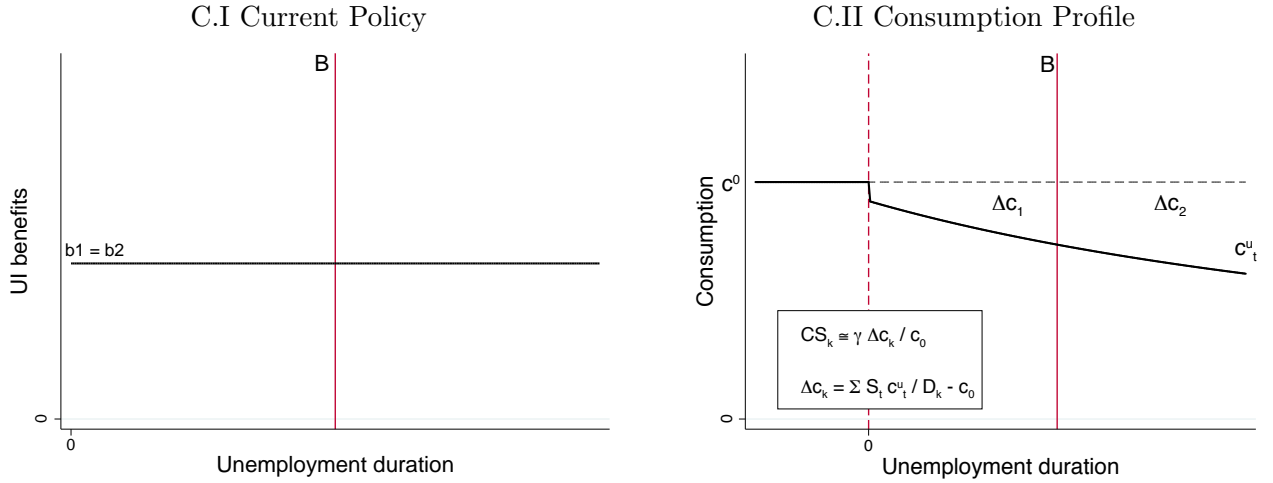 C.I Current Policy
B
UI benefits
b1 = b2
0
0
Unemployment duration
C.II Consumption Profile
B
Consumption
c⁰
Δc₁
Δc₂
cᵘₜ
CSₖ ≅ γ Δcₖ / c₀
Δcₖ = Σ Sₜ cᵘₜ / Dₖ - c₀
0
0
Unemployment duration